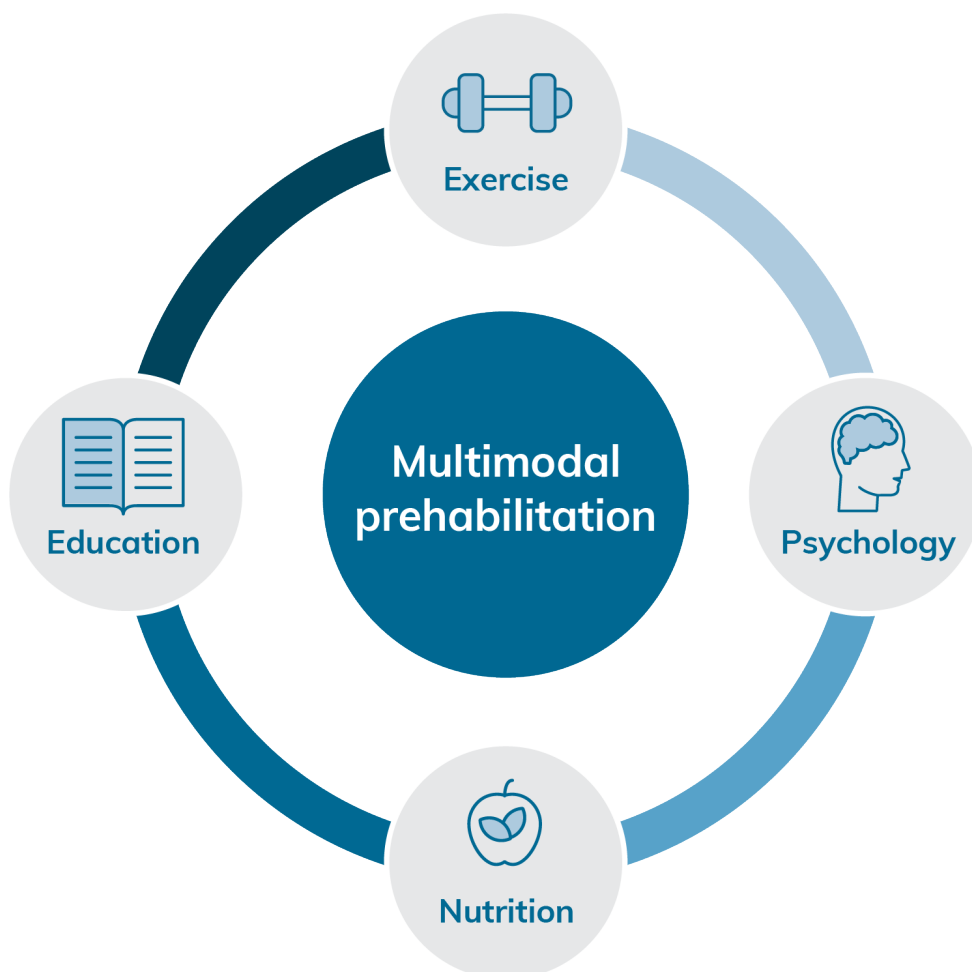 Exercise
Multimodal
prehabilitation
Education
Psychology
Nutrition